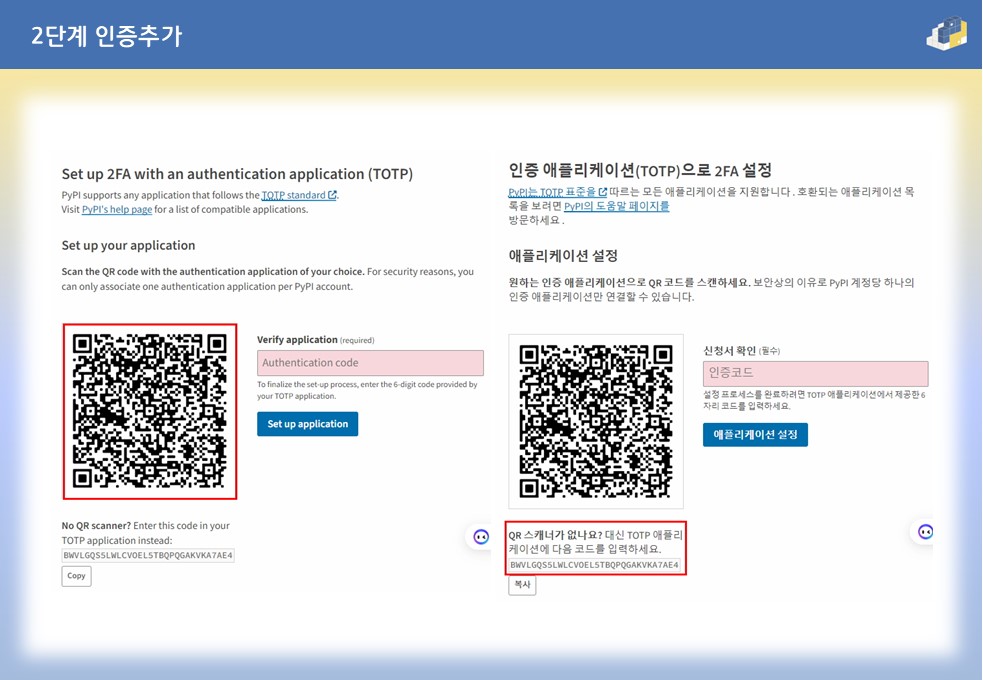 2단계 인증추가
Set up 2FA with an authentication application (TOTP)
PyPI supports any application that follows the TOTP standard.
Visit PyPI's help page for a list of compatible applications.
Set up your application
Scan the QR code with the authentication application of your choice. For security reasons, you
can only associate one authentication application per PyPI account.
Verify application (required)
Authentication code
To finalize the set-up process, enter the 6-digit code provided by
your TOTP application.
Set up application
No QR scanner? Enter this code in your
TOTP application instead:
BWVLGQS5LWLCVOEL5TBQPQGAKVKA7AE4
Copy
인증 애플리케이션(TOTP)으로 2FA 설정
PyPI는 TOTP 표준을 따르는 모든 애플리케이션을 지원합니다. 호환되는 애플리케이션 목
록을 보려면 PyPI의 도움말 페이지를
방문하세요.
애플리케이션 설정
원하는 인증 애플리케이션으로 QR 코드를 스캔하세요. 보안상의 이유로 PyPI 계정당 하나의
인증 애플리케이션만 연결할 수 있습니다.
신청서 확인 (필수)
인증코드
설정 프로세스를 완료하려면 TOTP 애플리케이션에서 제공한 6
자리 코드를 입력하세요.
애플리케이션 설정
QR 스캐너가 없나요? 대신 TOTP 애플리
케이션에 다음 코드를 입력하세요.
BWVLGQS5LWLCVOEL5TBQPQGAKVKA7AE4
복사